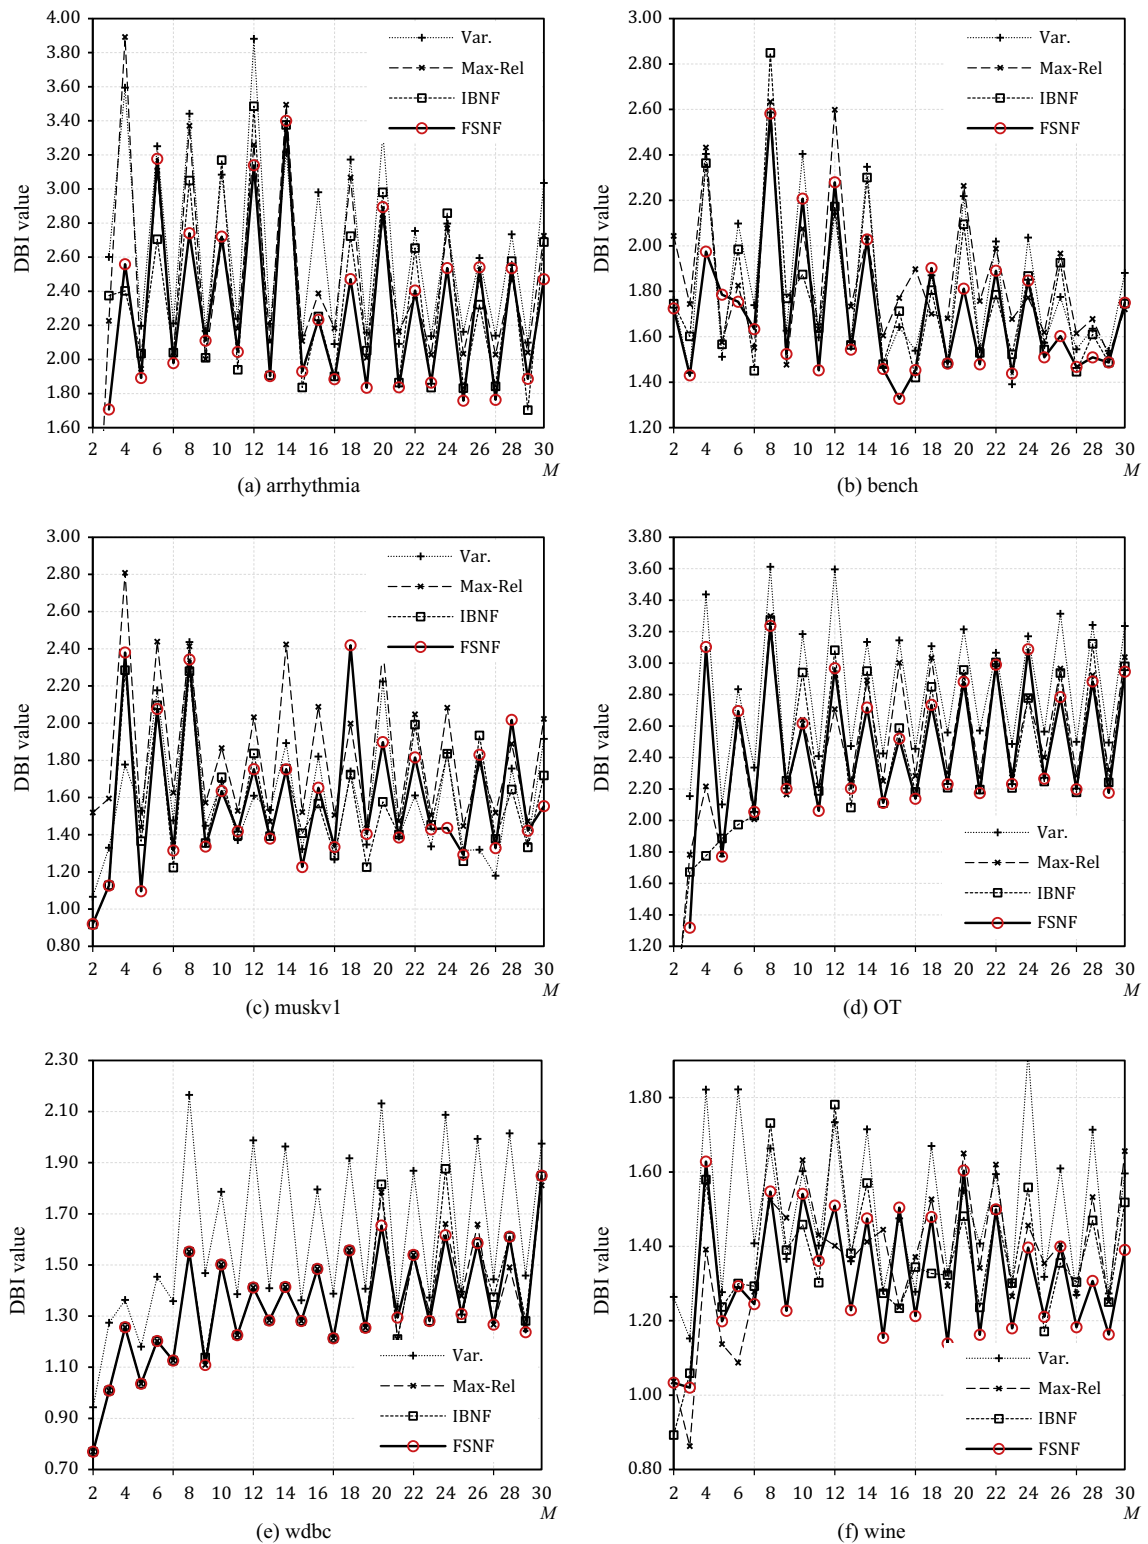 4.00
3.80
3.60
3.40
3.20
3.00
2.80
2.60
2.40
2.20
2.00
1.80
1.60
DBI value
Var.
Max-Rel
IBNF
FSNF
2 4 6 8 10 12 14 16 18 20 22 24 26 28 30
M
(a) arrhythmia
3.00
2.80
2.60
2.40
2.20
2.00
1.80
1.60
1.40
1.20
DBI value
Var.
Max-Rel
IBNF
FSNF
2 4 6 8 10 12 14 16 18 20 22 24 26 28 30
M
(b) bench
3.00
2.80
2.60
2.40
2.20
2.00
1.80
1.60
1.40
1.20
1.00
0.80
DBI value
Var.
Max-Rel
IBNF
FSNF
2 4 6 8 10 12 14 16 18 20 22 24 26 28 30
M
(c) muskv1
3.80
3.60
3.40
3.20
3.00
2.80
2.60
2.40
2.20
2.00
1.80
1.60
1.40
1.20
DBI value
Var.
Max-Rel
IBNF
FSNF
2 4 6 8 10 12 14 16 18 20 22 24 26 28 30
M
(d) OT
2.30
2.10
1.90
1.70
1.50
1.30
1.10
0.90
0.70
DBI value
Var.
Max-Rel
IBNF
FSNF
2 4 6 8 10 12 14 16 18 20 22 24 26 28 30
M
(e) wdbc
1.80
1.60
1.40
1.20
1.00
0.80
DBI value
Var.
Max-Rel
IBNF
FSNF
2 4 6 8 10 12 14 16 18 20 22 24 26 28 30
M
(f) wine